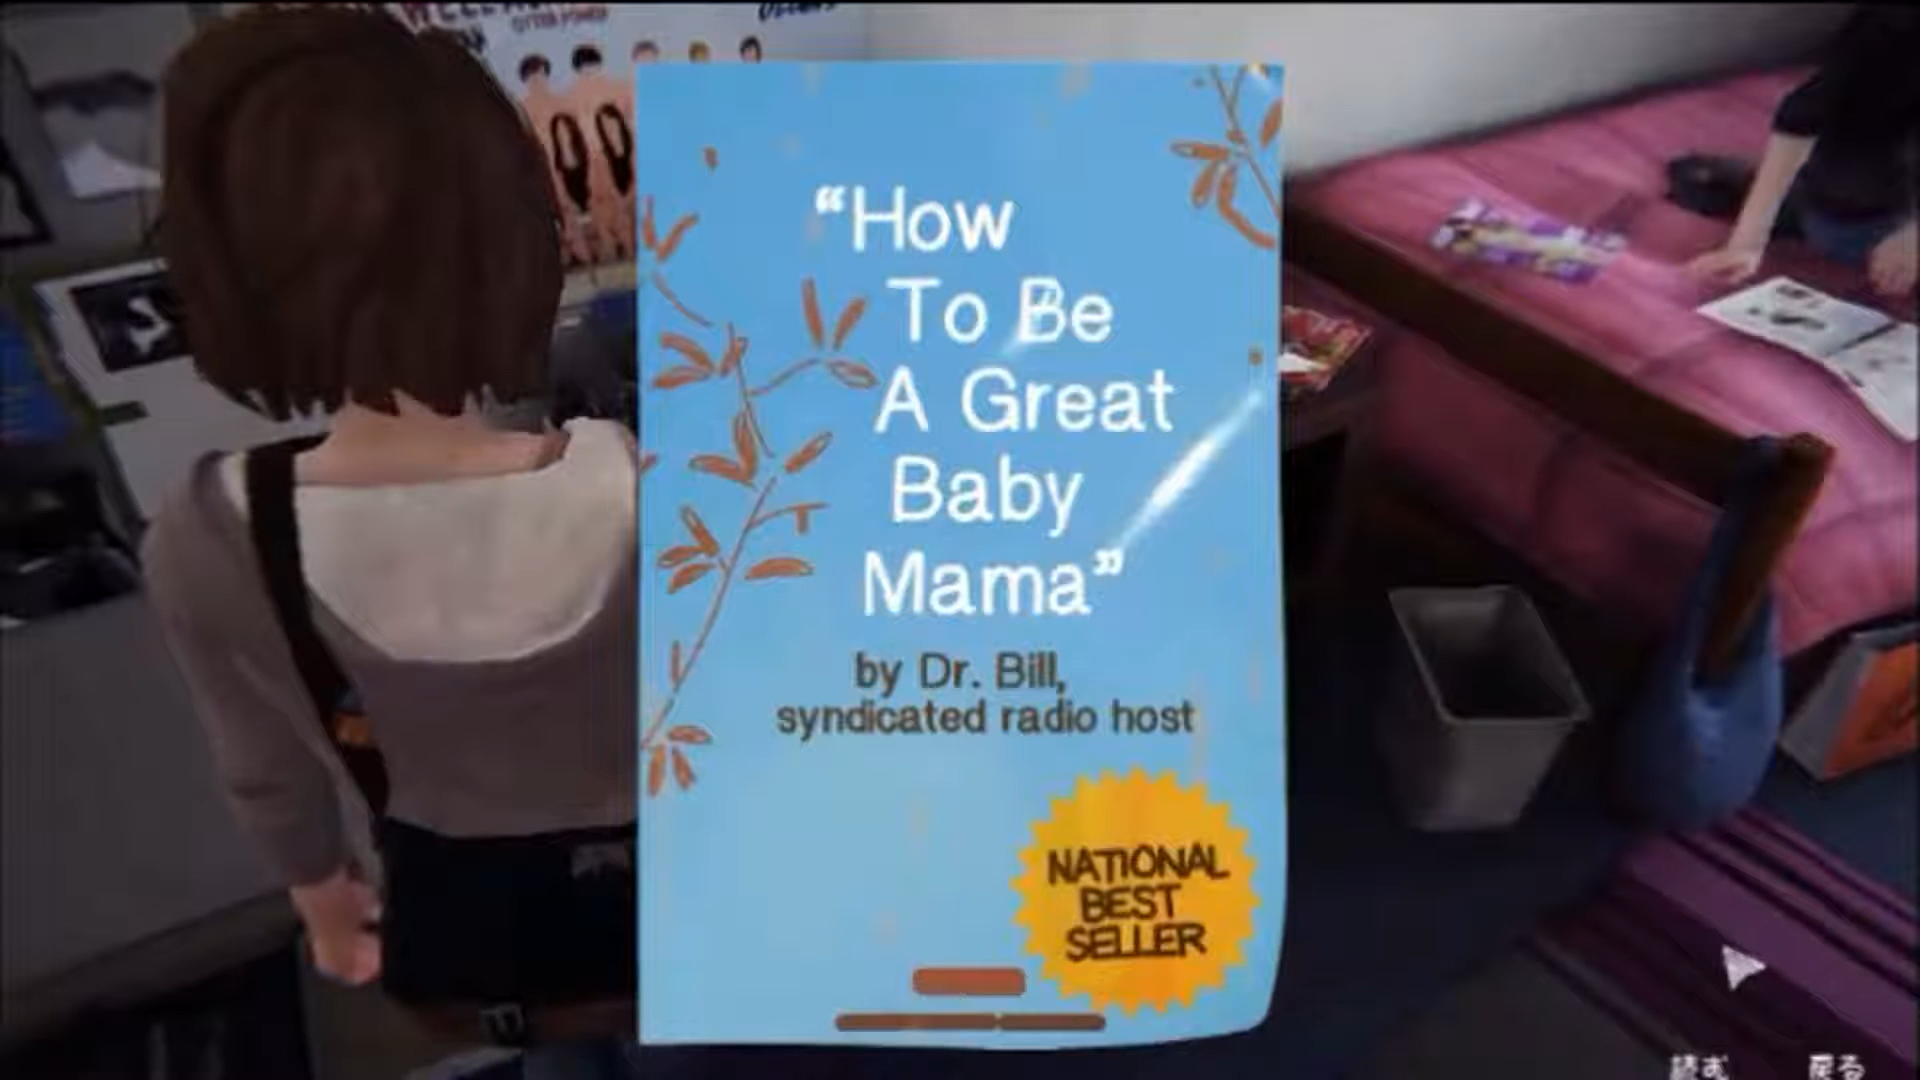 “How
To Be
A Great
Baby
Mama”
by Dr. Bill,
syndicated radio host
NATIONAL
BEST
SELLER
読む 戻る